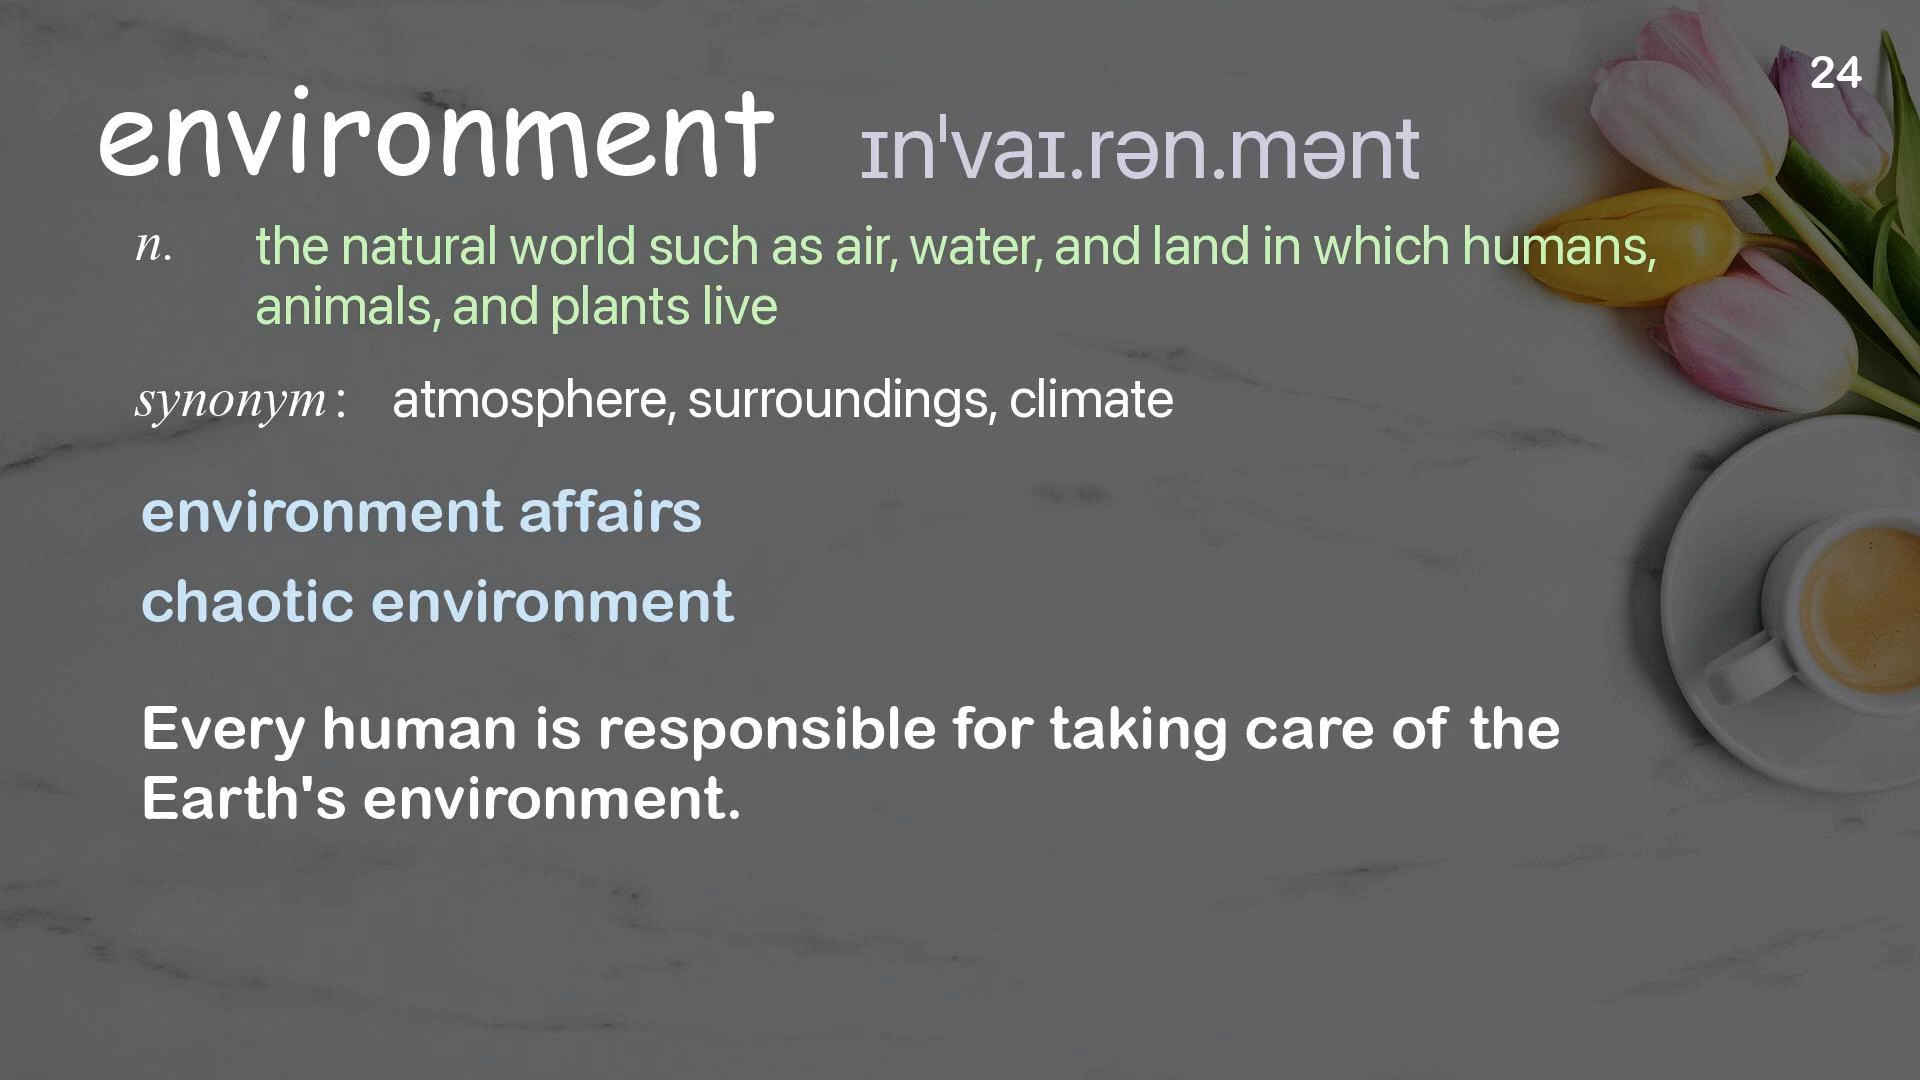 24
environment ɪnˈvaɪ.rən.mənt
n. the natural world such as air, water, and land in which humans,
animals, and plants live
synonym : atmosphere, surroundings, climate
environment affairs
chaotic environment
Every human is responsible for taking care of the
Earth's environment.